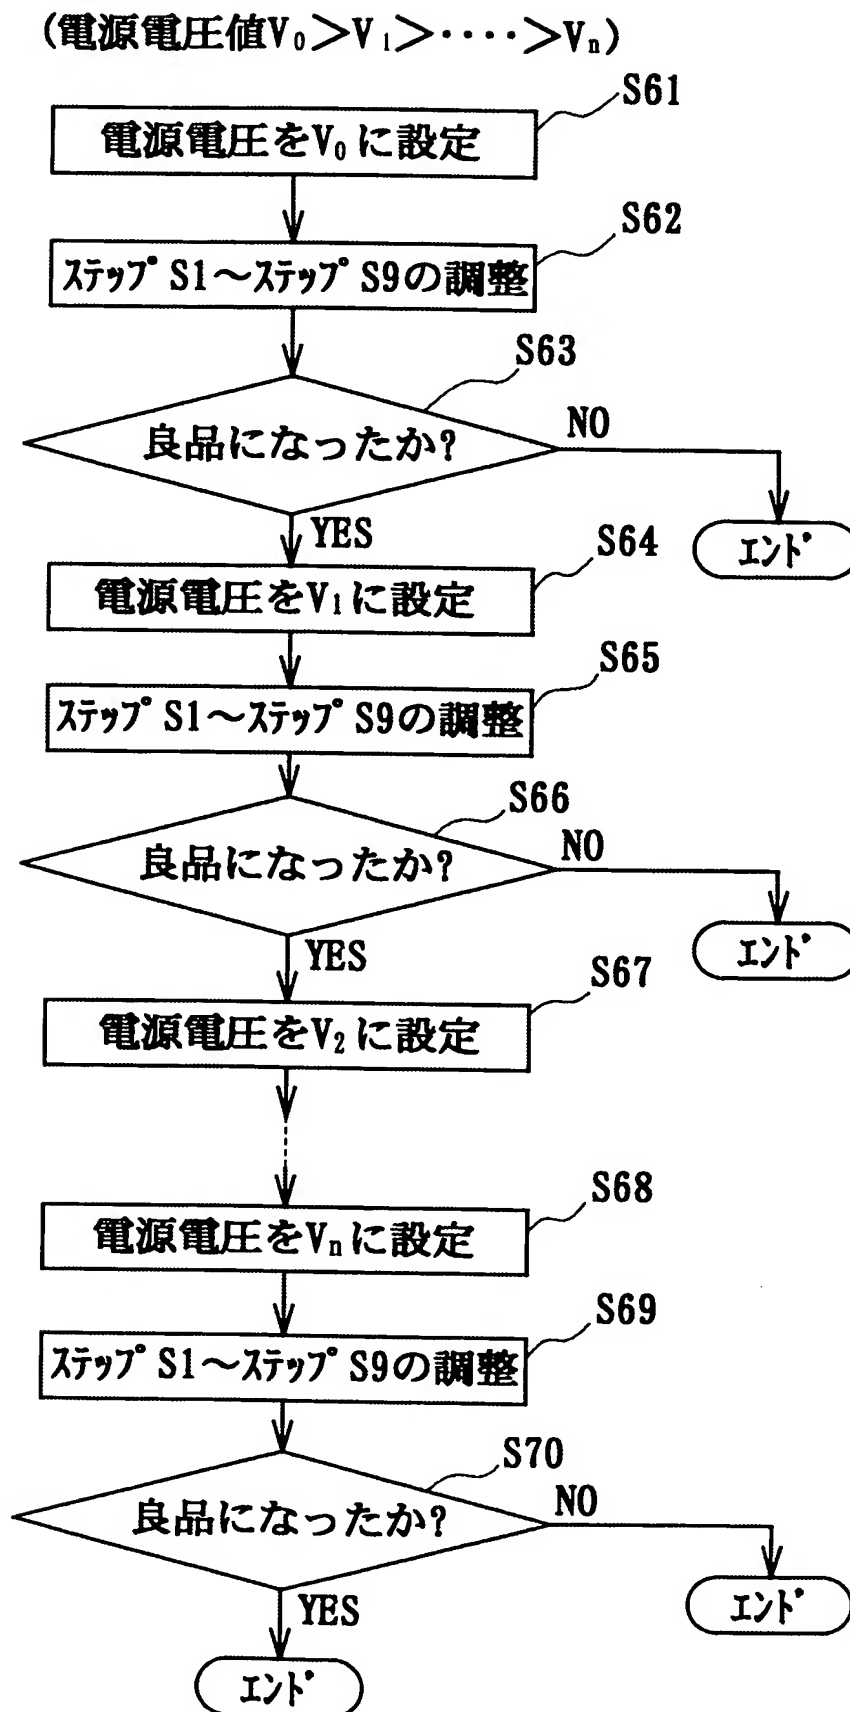 (電源電圧値V₀>V₁>‥‥>Vₙ)
S61
電源電圧をV₀に設定
S62
ｽﾃｯﾌﾟS1～ｽﾃｯﾌﾟS9の調整
S63
良品になったか?
NO
ｴﾝﾄﾞ
YES
S64
電源電圧をV₁に設定
S65
ｽﾃｯﾌﾟS1～ｽﾃｯﾌﾟS9の調整
S66
良品になったか?
NO
ｴﾝﾄﾞ
YES
S67
電源電圧をV₂に設定
S68
電源電圧をVₙに設定
S69
ｽﾃｯﾌﾟS1～ｽﾃｯﾌﾟS9の調整
S70
良品になったか?
NO
ｴﾝﾄﾞ
YES
ｴﾝﾄﾞ